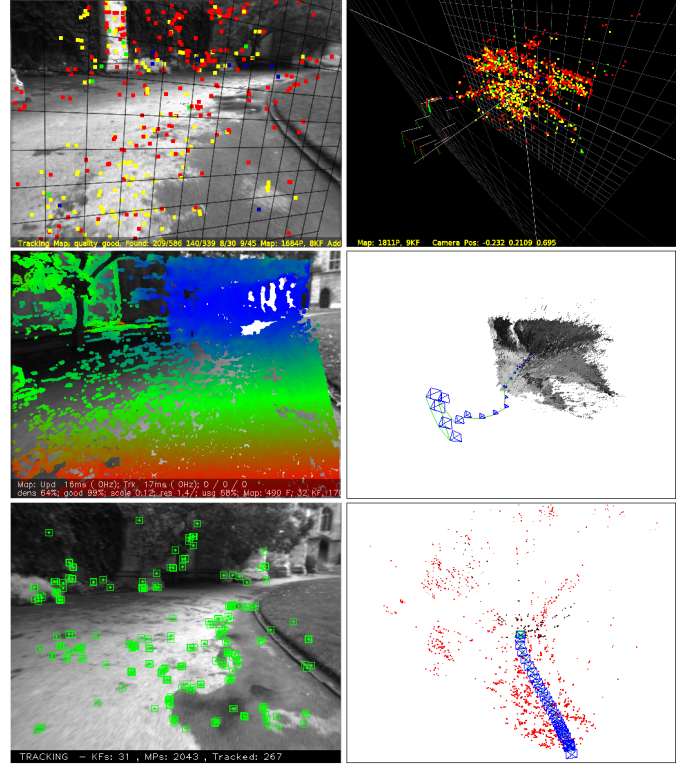 Tracking Map, quality good. Found: 209/586 140/339 8/30 9/45 Map: 1684P, 8KF Add
Map: 1811P, 9KF Camera Pos: -0.232 0.2109 0.695
Map: Upd 16ms ( 0Hz); Trk 17ms ( 0Hz); 0 / 0 / 0
dens 64%; good 99%; scale 0.12; res 1.4/; usg 68%; Map: 490 F, 32 KF,
TRACKING - KFs: 31 , MPs: 2043 , Tracked: 267